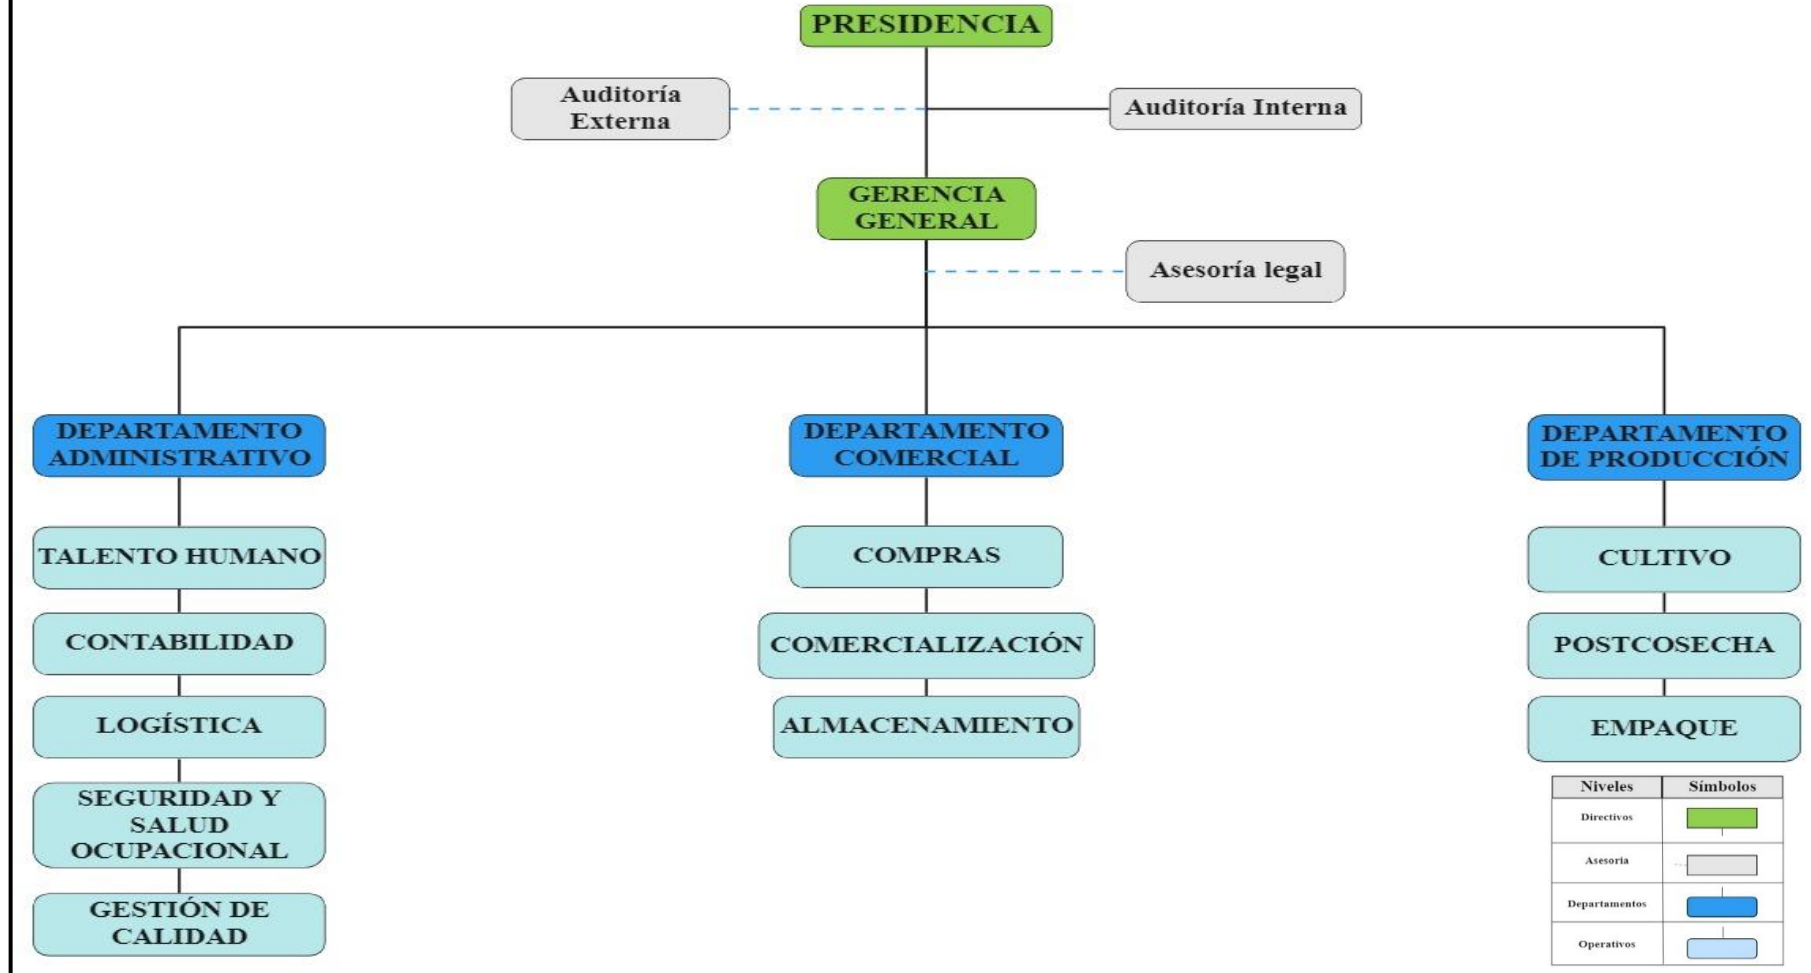 PRESIDENCIA
Auditoría
Externa
Auditoría Interna
GERENCIA
GENERAL
Asesoría legal
DEPARTAMENTO
ADMINISTRATIVO
TALENTO HUMANO
CONTABILIDAD
LOGÍSTICA
SEGURIDAD Y
SALUD
OCUPACIONAL
GESTIÓN DE
CALIDAD
DEPARTAMENTO
COMERCIAL
COMPRAS
COMERCIALIZACIÓN
ALMACENAMIENTO
DEPARTAMENTO
DE PRODUCCIÓN
CULTIVO
POSTCOSECHA
EMPAQUE
Niveles Símbolos
Directivos
Asesoria
Departamentos
Operativos